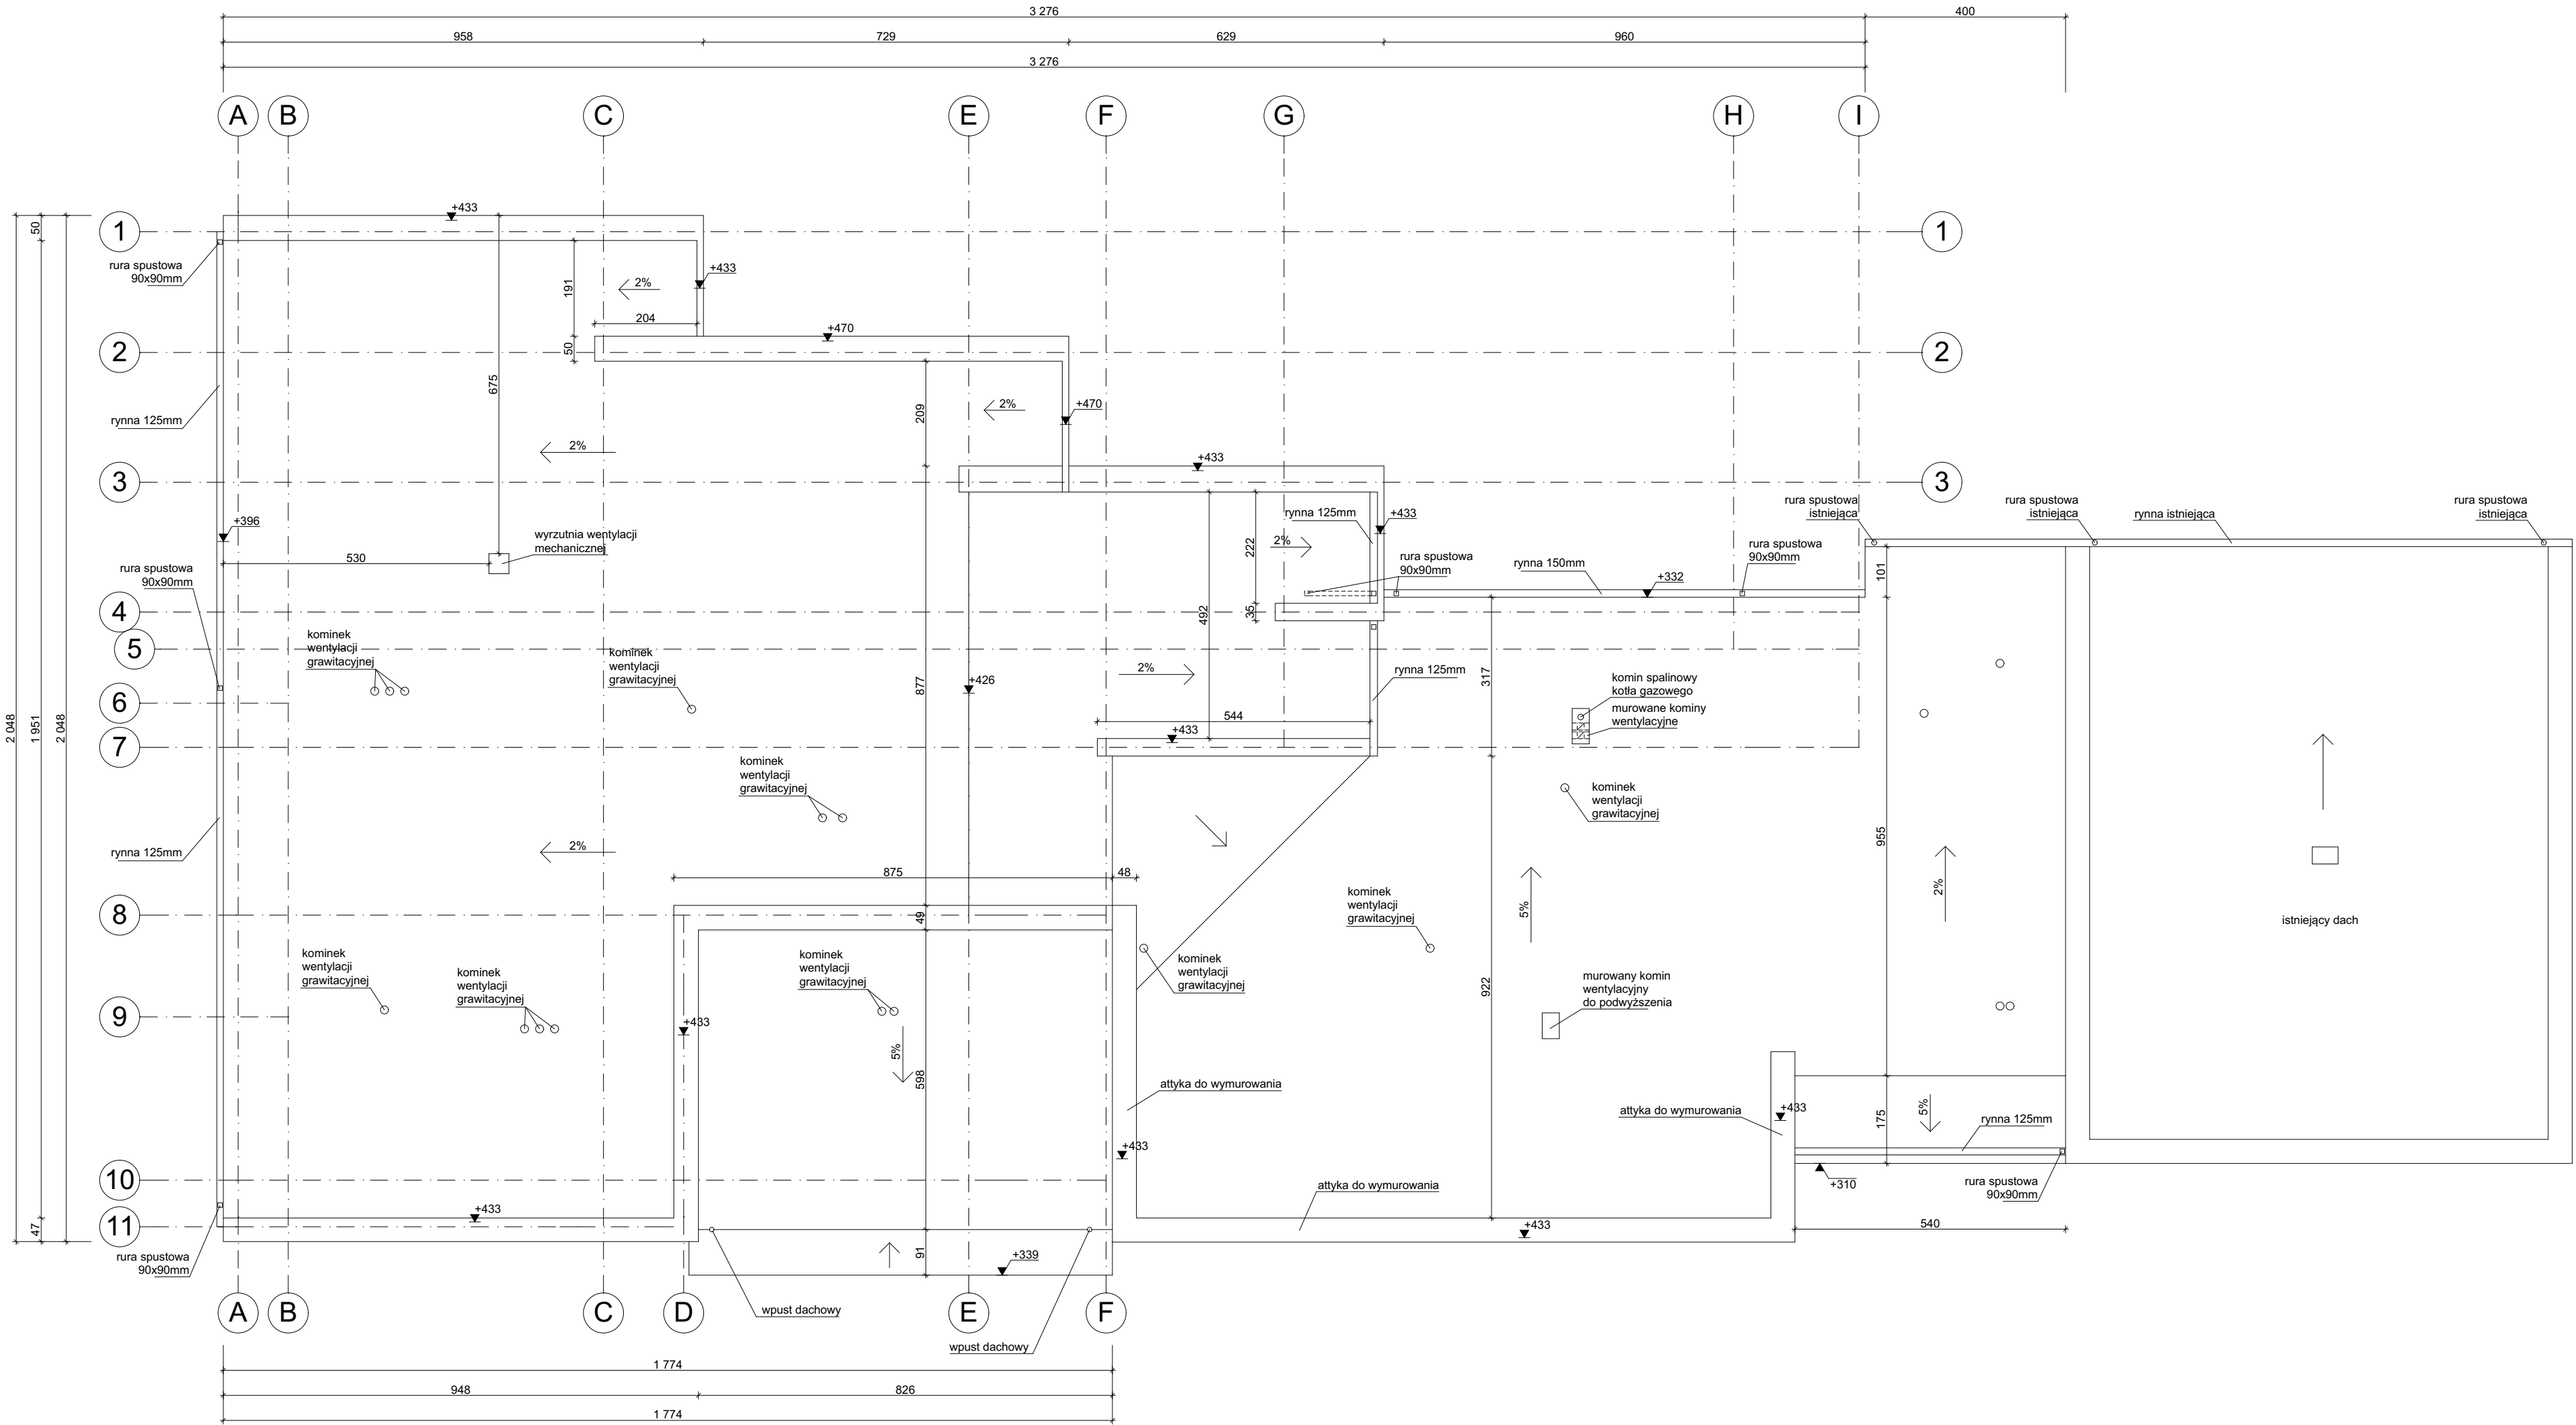 3 276
400
958
729
629
960
3 276
A
B
C
E
F
G
H
I
+433
50
1
1
rura spustowa
90x90mm
+433
2%
191
204
+470
2
2
50
675
209
2%
+470
rynna 125mm
2%
+433
3
3
+396
530
wyrzutnia wentylacji
mechanicznej
rura spustowa
90x90mm
rynna 125mm
+433
222
2%
rura spustowa
90x90mm
rynna 150mm
+332
rura spustowa
90x90mm
rura spustowa
istniejąca
rura spustowa
istniejąca
rynna istniejąca
rura spustowa
istniejąca
101
4
35
492
5
kominek
wentylacji
grawitacyjnej
kominek
wentylacji
grawitacyjnej
877
+426
2%
rynna 125mm
317
komin spalinowy
kotła gazowego
murowane kominy
wentylacyjne
6
544
+433
7
2 048
1 951
2 048
kominek
wentylacji
grawitacyjnej
kominek
wentylacji
grawitacyjnej
955
rynna 125mm
2%
875
48
8
49
kominek
wentylacji
grawitacyjnej
5%
2%
istniejący dach
kominek
wentylacji
grawitacyjnej
kominek
wentylacji
grawitacyjnej
kominek
wentylacji
grawitacyjnej
kominek
wentylacji
grawitacyjnej
922
murowany komin
wentylacyjny
do podwyższenia
9
+433
5%
598
attyka do wymurowania
attyka do wymurowania
+433
175
5%
rynna 125mm
+433
10
attyka do wymurowania
+310
rura spustowa
90x90mm
11
47
+433
+433
540
rura spustowa
90x90mm
91
+339
A
B
C
D
E
F
wpust dachowy
wpust dachowy
1 774
948
826
1 774